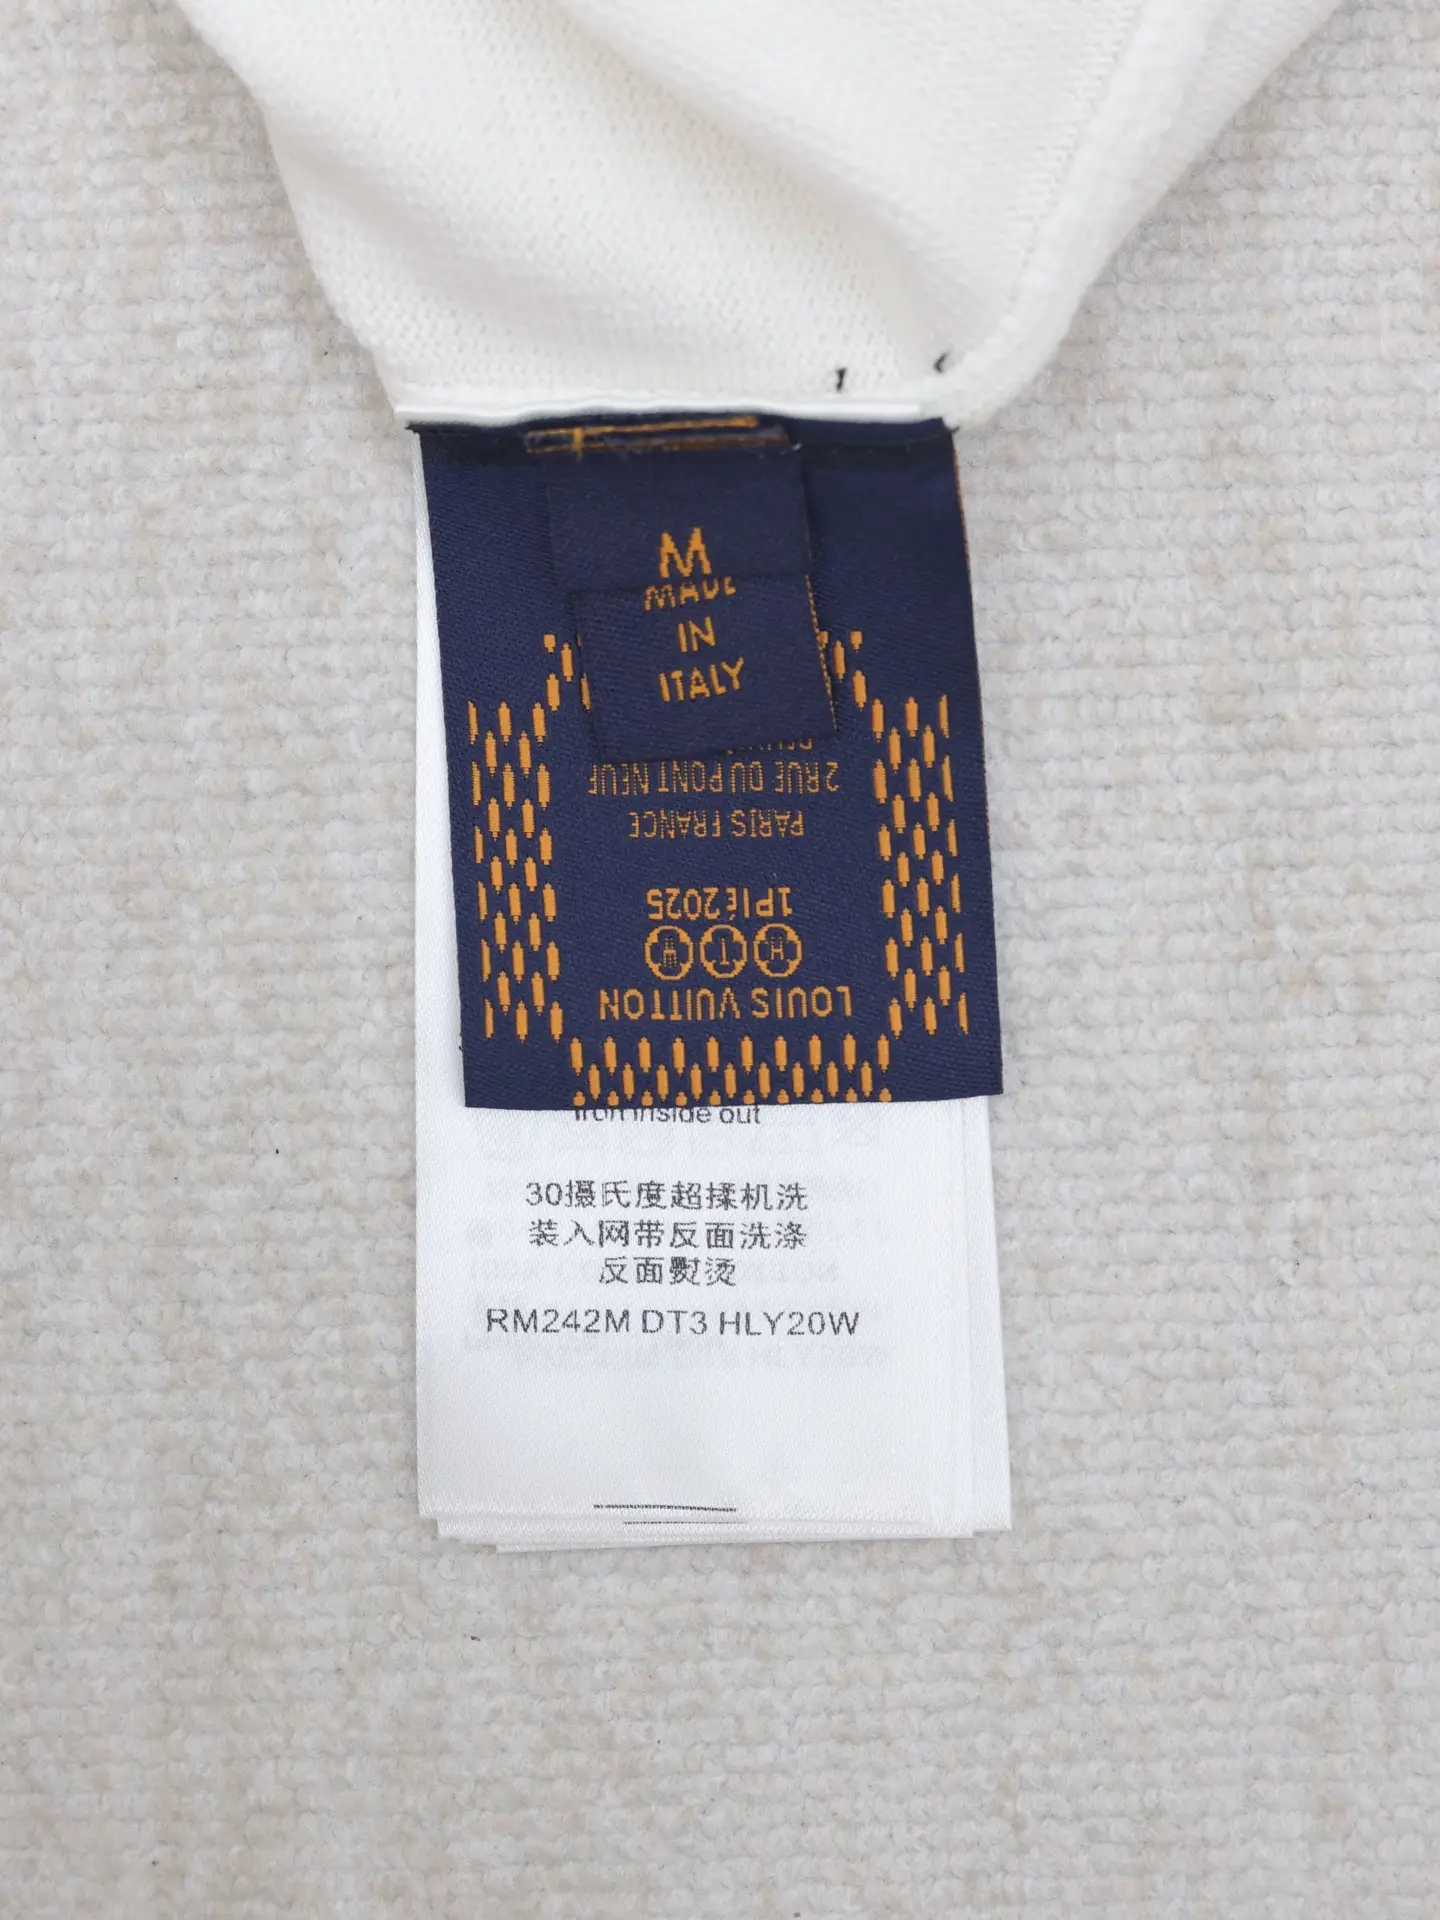 M
MADE
IN
ITALY
LOUIS VUITTON
1PIÉ2025
PARIS FRANCE
2 RUE DU PONT NEUF
from inside out
30摄氏度超揉机洗
装入网带反面洗涤
反面熨烫
RM242M DT3 HLY20W